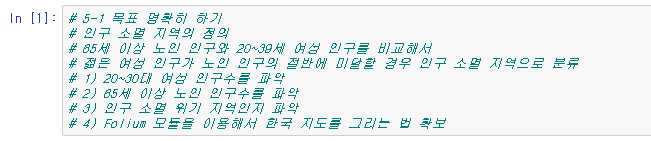 In [1]: # 5-1 목표 명확히 하기
# 인구 소멸 지역의 정의
# 65세 이상 노인 인구와 20~39세 여성 인구를 비교해서
# 젊은 여성 인구가 노인 인구의 절반에 미달할 경우 인구 소멸 지역으로 분류
# 1) 20~30대 여성 인구수를 파악
# 2) 65세 이상 노인 인구수를 파악
# 3) 인구 소멸 위기 지역인지 파악
# 4) Folium 모듈을 이용해서 한국 지도를 그리는 법 확보